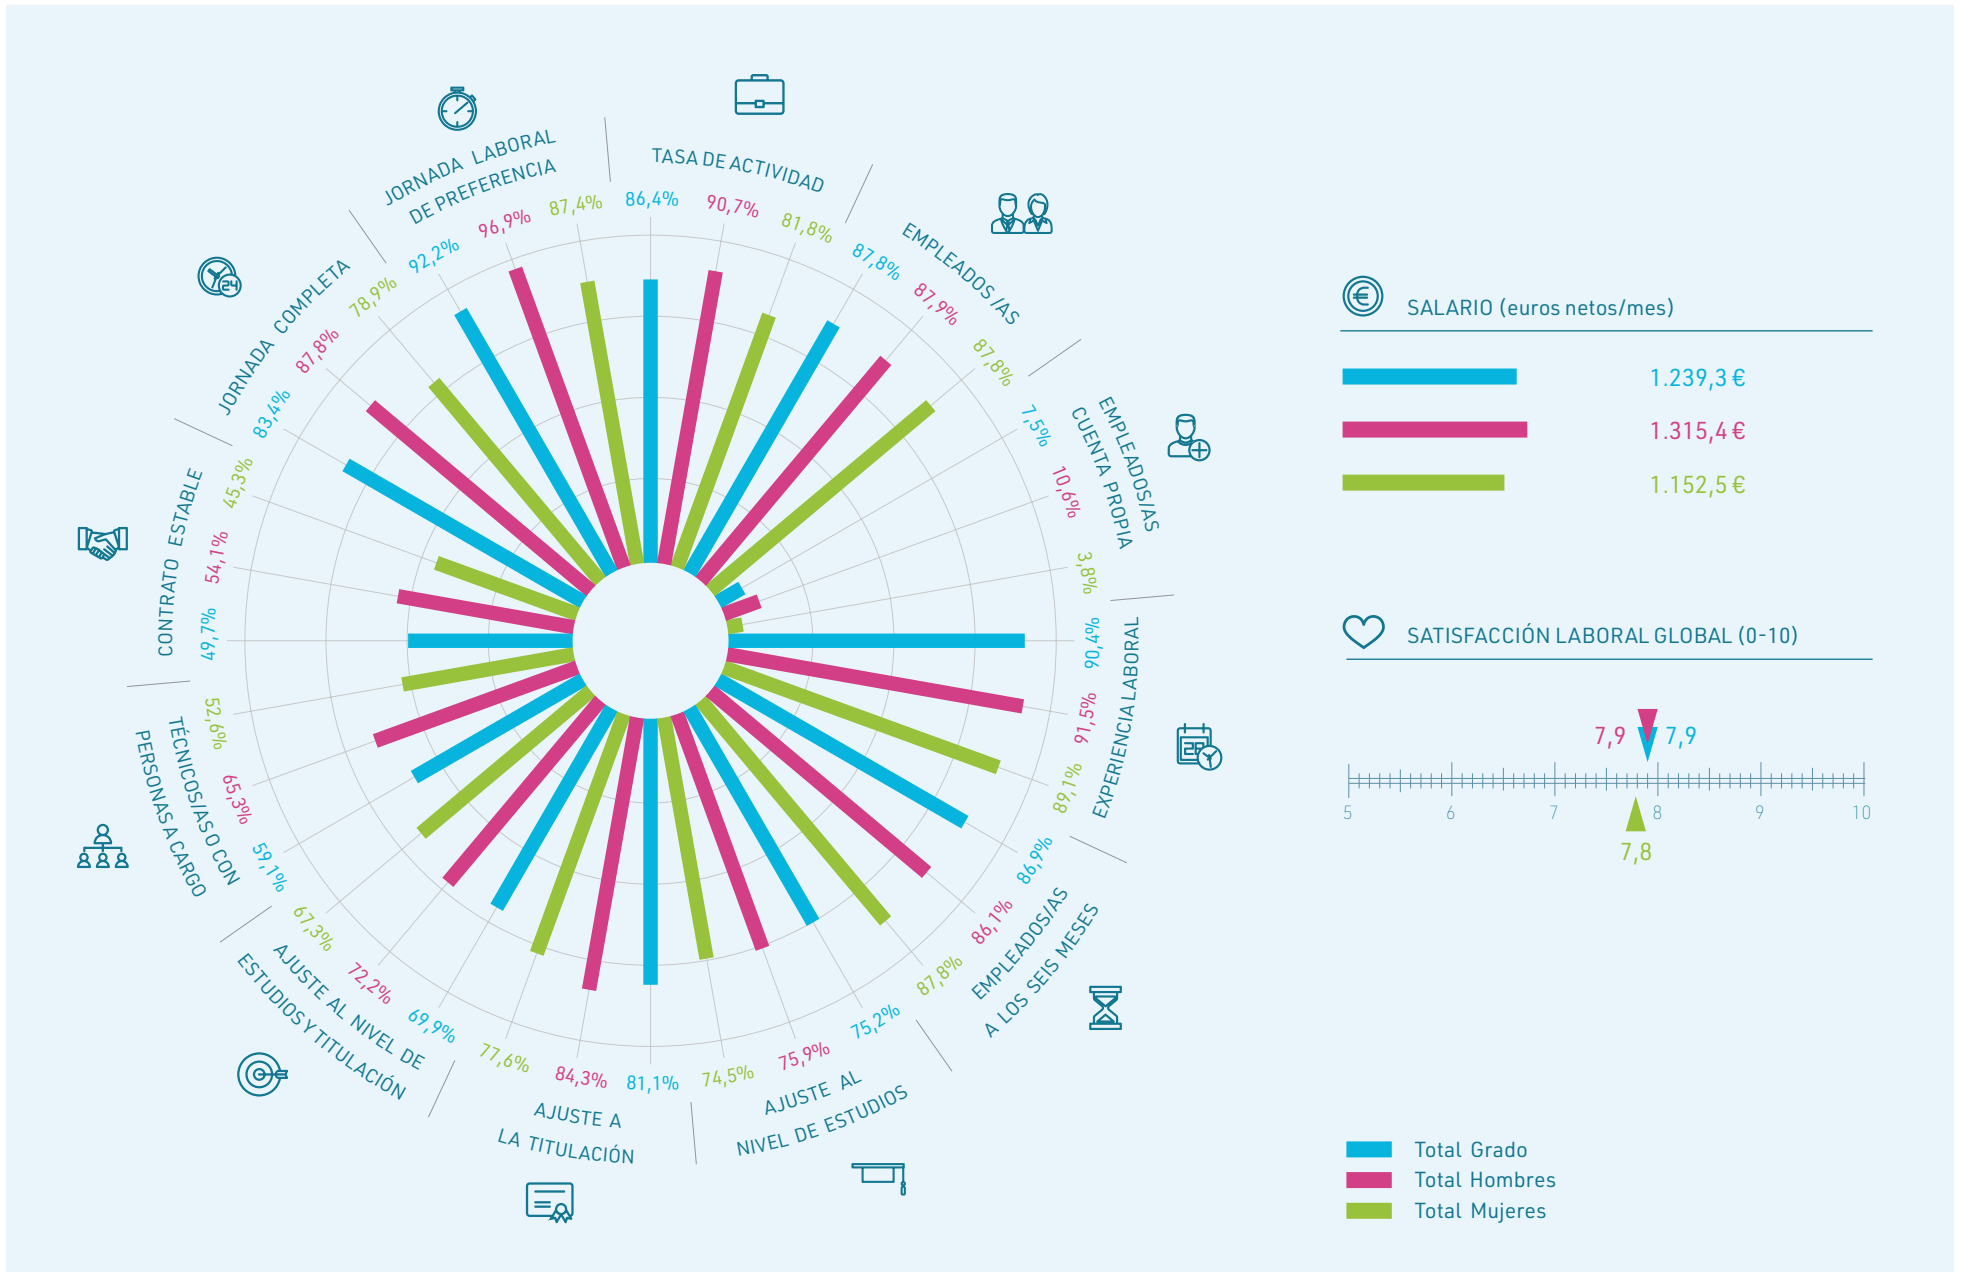 TASA DE ACTIVIDAD
86,4%
90,7%
81,8%
EMPLEADOS /AS
87,8%
87,9%
87,8%
EMPLEADOS/AS
CUENTA PROPIA
7,5%
10,6%
3,8%
EXPERIENCIA LABORAL
90,4%
91,5%
89,1%
EMPLEADOS/AS
A LOS SEIS MESES
86,9%
86,1%
87,8%
AJUSTE AL
NIVEL DE ESTUDIOS
75,2%
75,9%
74,5%
AJUSTE A
LA TITULACIÓN
81,1%
84,3%
77,6%
AJUSTE AL NIVEL DE
ESTUDIOS Y TITULACIÓN
69,9%
72,2%
67,3%
TÉCNICOS/AS CON
PERSONAS A CARGO
59,1%
65,3%
52,6%
CONTRATO ESTABLE
49,7%
54,1%
45,3%
JORNADA COMPLETA
83,4%
87,8%
78,9%
JORNADA LABORAL
DE PREFERENCIA
92,2%
96,9%
87,4%
24
SALARIO (euros netos/mes)
1.239,3 €
1.315,4 €
1.152,5 €
SATISFACCIÓN LABORAL GLOBAL (0-10)
7,9 7,9
5 6 7 8 9 10
7,8
Total Grado
Total Hombres
Total Mujeres